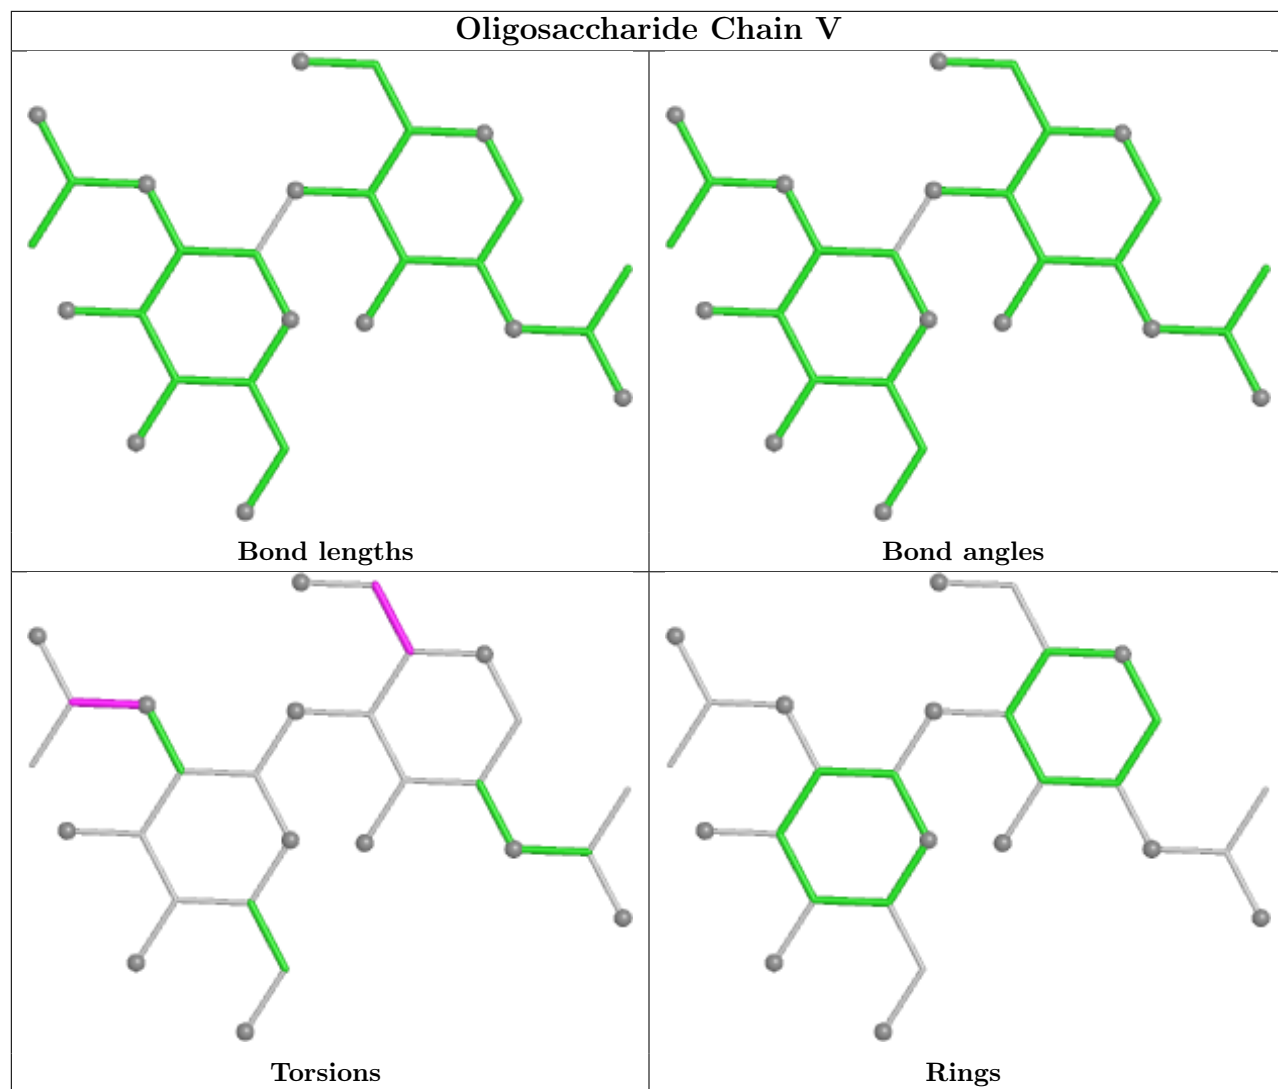 Oligosaccharide Chain V
Bond lengths
Bond angles
Torsions
Rings